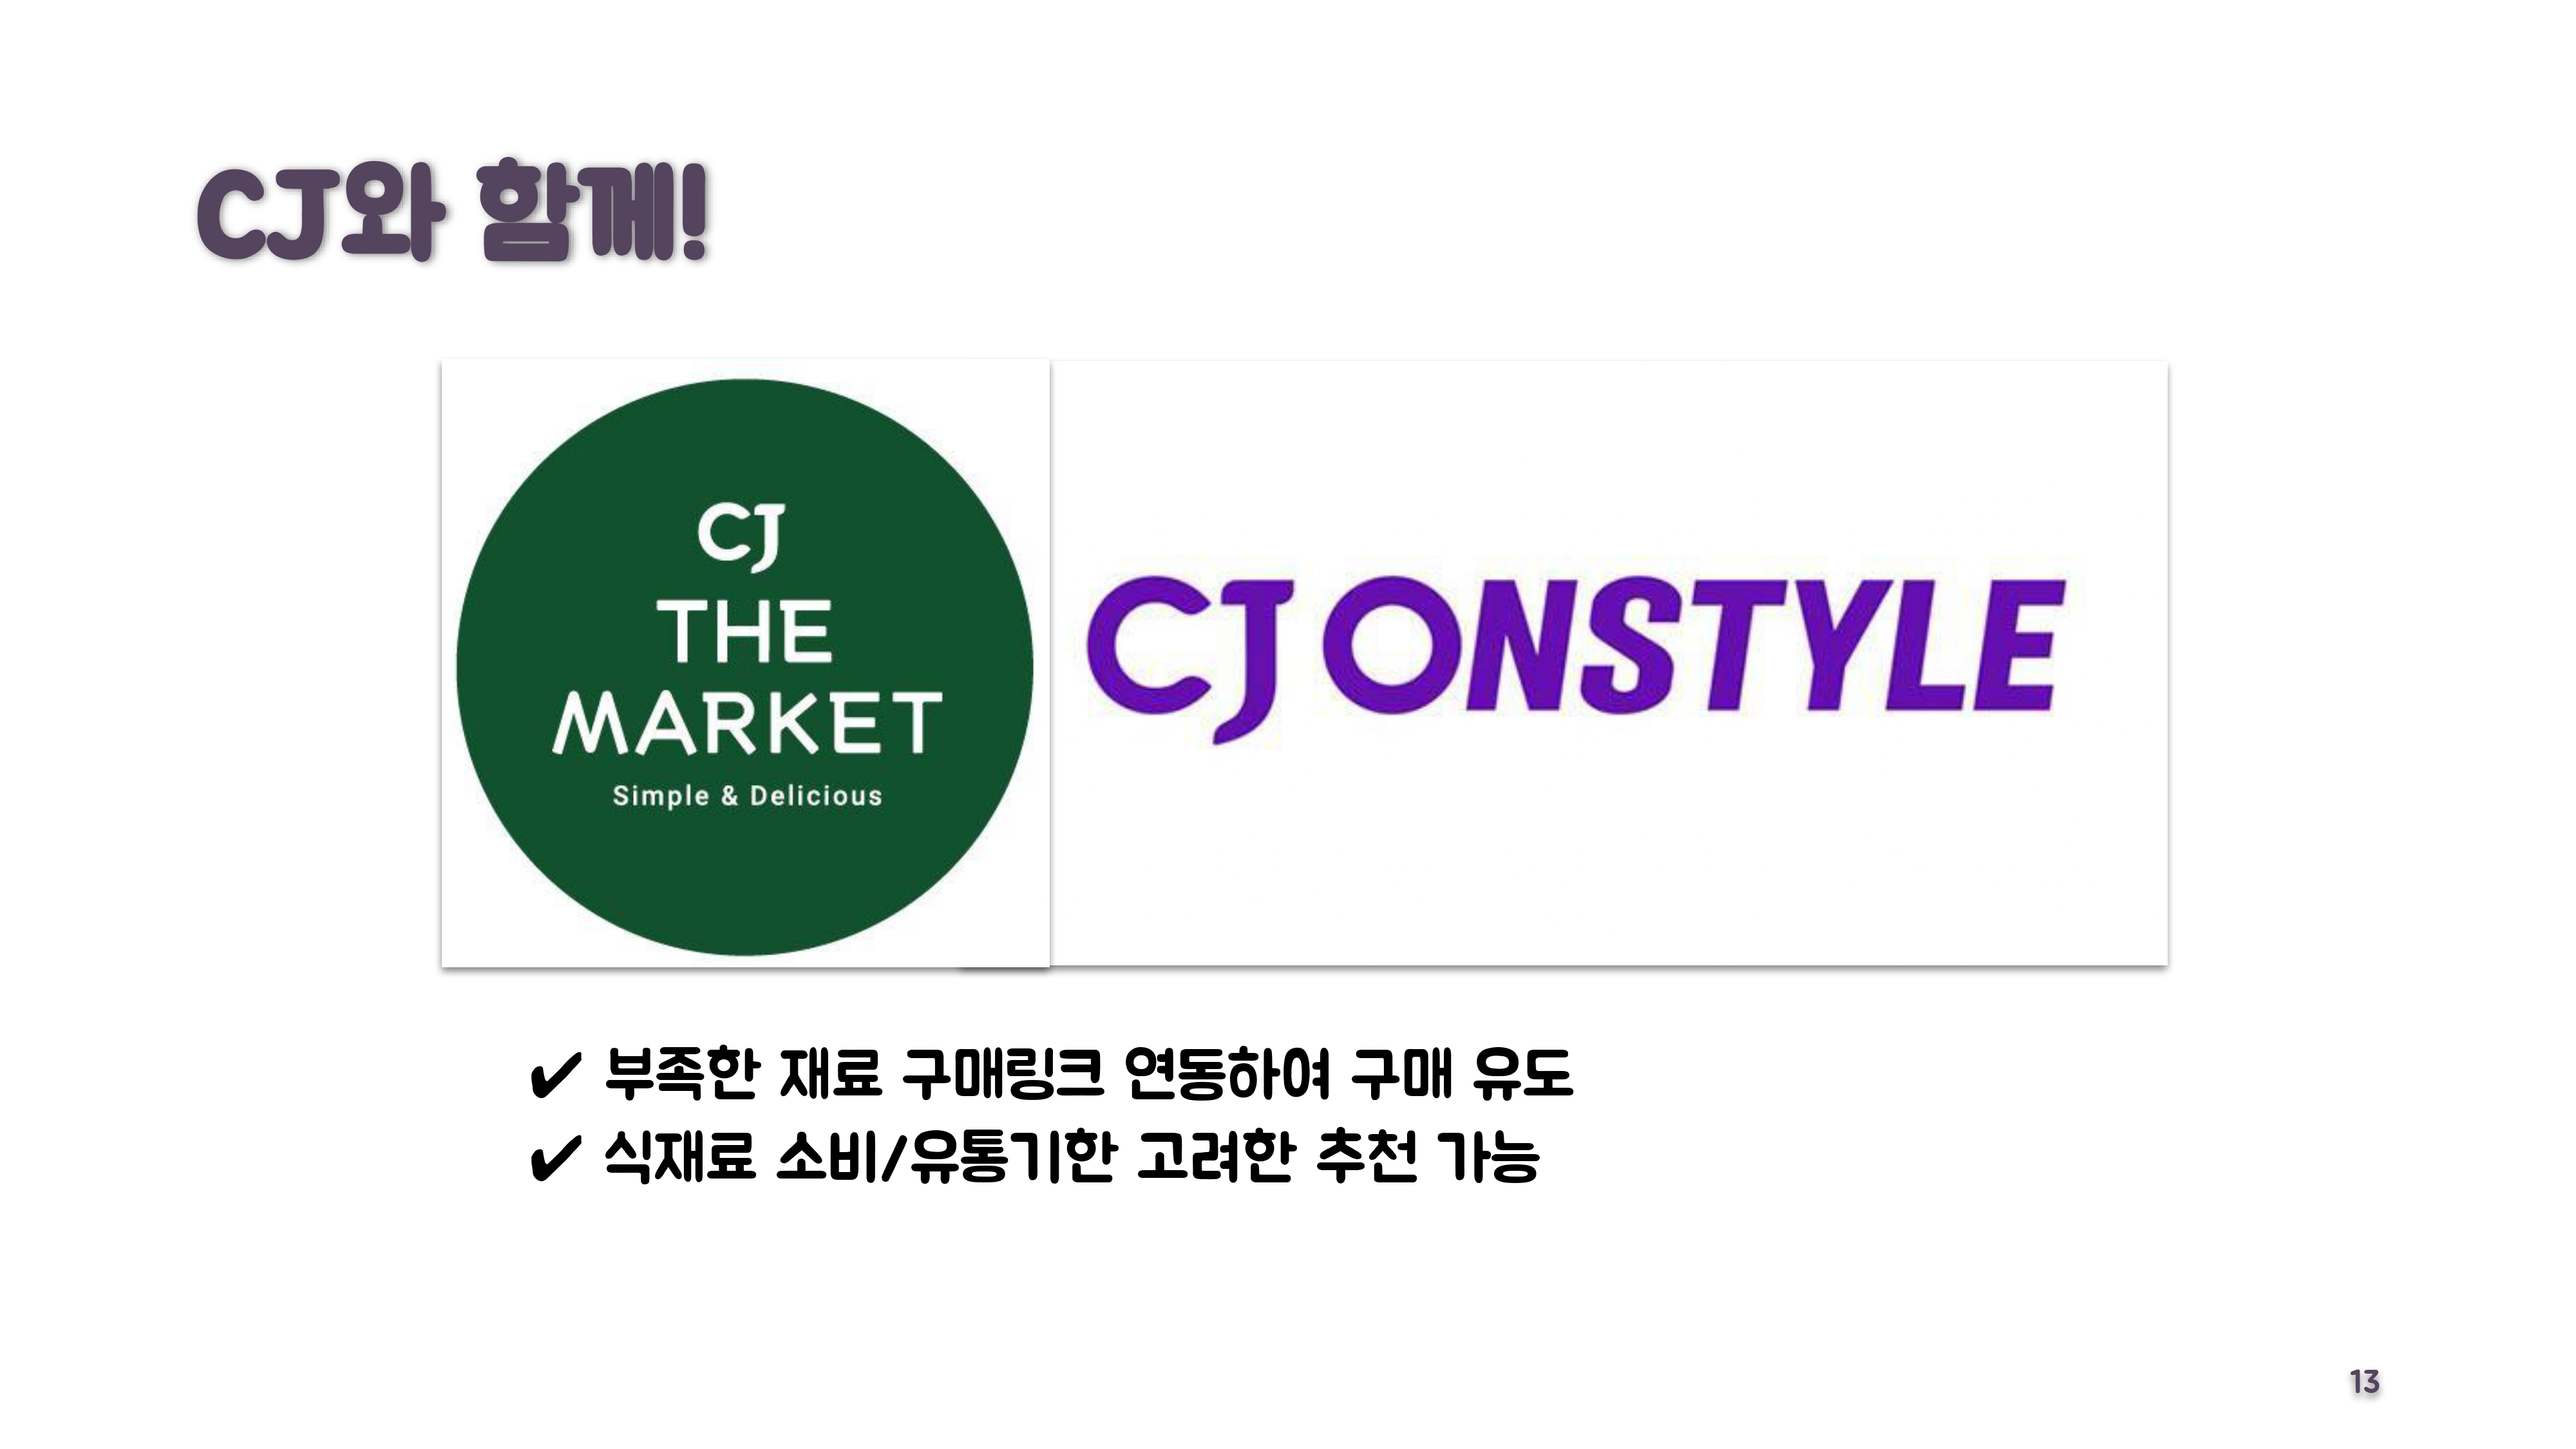 CJ와 함께!
CJ
THE
MARKET
Simple & Delicious
CJ ONSTYLE
✔ 부족한 재료 구매링크 연동하여 구매 유도
✔ 식재료 소비/유통기한 고려한 추천 가능
13